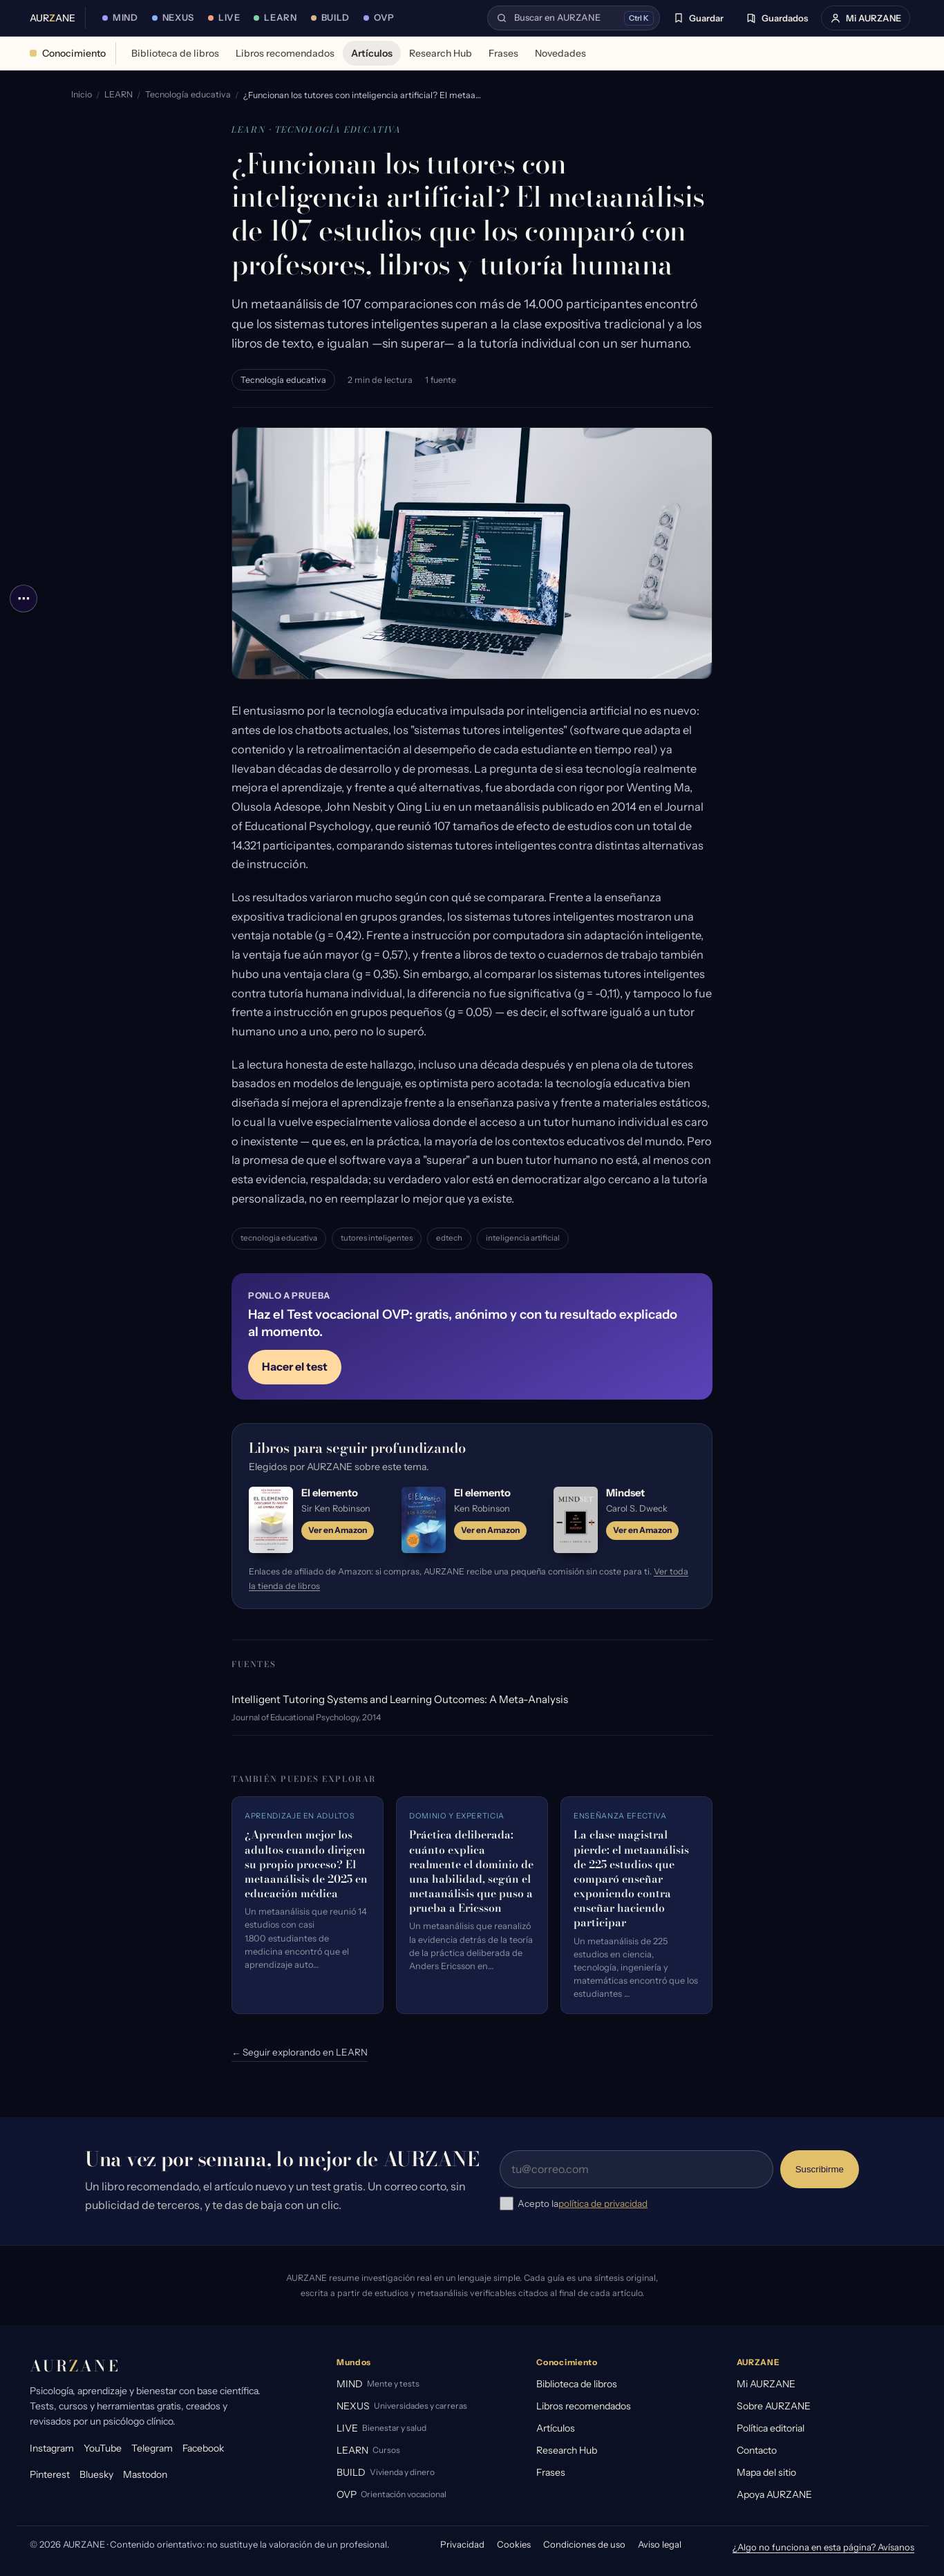 AURZANE
MIND
NEXUS
LIVE
LEARN
BUILD
OVP
Buscar en AURZANE
Ctrl K
Guardar
Guardados
Mi AURZANE
Conocimiento
Biblioteca de libros
Libros recomendados
Artículos
Research Hub
Frases
Novedades
Inicio / LEARN / Tecnología educativa / ¿Funcionan los tutores con inteligencia artificial? El metaa…
LEARN · TECNOLOGÍA EDUCATIVA
¿Funcionan los tutores con
inteligencia artificial? El metaanálisis
de 107 estudios que los comparó con
profesores, libros y tutoría humana
Un metaanálisis de 107 comparaciones con más de 14.000 participantes encontró
que los sistemas tutores inteligentes superan a la clase expositiva tradicional y a los
libros de texto, e igualan —sin superar— a la tutoría individual con un ser humano.
Tecnología educativa
2 min de lectura
1 fuente
El entusiasmo por la tecnología educativa impulsada por inteligencia artificial no es nuevo:
antes de los chatbots actuales, los "sistemas tutores inteligentes" (software que adapta el
contenido y la retroalimentación al desempeño de cada estudiante en tiempo real) ya
llevaban décadas de desarrollo y de promesas. La pregunta de si esa tecnología realmente
mejora el aprendizaje, y frente a qué alternativas, fue abordada con rigor por Wenting Ma,
Olusola Adesope, John Nesbit y Qing Liu en un metaanálisis publicado en 2014 en el Journal
of Educational Psychology, que reunió 107 tamaños de efecto de estudios con un total de
14.321 participantes, comparando sistemas tutores inteligentes contra distintas alternativas
de instrucción.
Los resultados variaron mucho según con qué se comparara. Frente a la enseñanza
expositiva tradicional en grupos grandes, los sistemas tutores inteligentes mostraron una
ventaja notable (g = 0,42). Frente a instrucción por computadora sin adaptación inteligente,
la ventaja fue aún mayor (g = 0,57), y frente a libros de texto o cuadernos de trabajo también
hubo una ventaja clara (g = 0,35). Sin embargo, al comparar los sistemas tutores inteligentes
contra tutoría humana individual, la diferencia no fue significativa (g = -0,11), y tampoco lo fue
frente a instrucción en grupos pequeños (g = 0,05) — es decir, el software igualó a un tutor
humano uno a uno, pero no lo superó.
La lectura honesta de este hallazgo, incluso una década después y en plena ola de tutores
basados en modelos de lenguaje, es optimista pero acotada: la tecnología educativa bien
diseñada sí mejora el aprendizaje frente a la enseñanza pasiva y frente a materiales estáticos,
lo cual la vuelve especialmente valiosa donde el acceso a un tutor humano individual es caro
o inexistente — que es, en la práctica, la mayoría de los contextos educativos del mundo. Pero
la promesa de que el software vaya a "superar" a un buen tutor humano no está, al menos con
esta evidencia, respaldada; su verdadero valor está en democratizar algo cercano a la tutoría
personalizada, no en reemplazar lo mejor que ya existe.
tecnologia educativa
tutores inteligentes
edtech
inteligencia artificial
PONLO A PRUEBA
Haz el Test vocacional OVP: gratis, anónimo y con tu resultado explicado
al momento.
Hacer el test
Libros para seguir profundizando
Elegidos por AURZANE sobre este tema.
El elemento
Sir Ken Robinson
Ver en Amazon
El elemento
Ken Robinson
Ver en Amazon
Mindset
Carol S. Dweck
Ver en Amazon
Enlaces de afiliado de Amazon: si compras, AURZANE recibe una pequeña comisión sin coste para ti. Ver toda
la tienda de libros
FUENTES
Intelligent Tutoring Systems and Learning Outcomes: A Meta-Analysis
Journal of Educational Psychology, 2014
TAMBIÉN PUEDES EXPLORAR
APRENDIZAJE EN ADULTOS
¿Aprenden mejor los
adultos cuando dirigen
su propio proceso? El
metaanálisis de 2025 en
educación médica
Un metaanálisis que reunió 14
estudios con casi
1.800 estudiantes de
medicina encontró que el
aprendizaje auto…
DOMINIO Y EXPERTICIA
Práctica deliberada:
cuánto explica
realmente el dominio de
una habilidad, según el
metaanálisis que puso a
prueba a Ericsson
Un metaanálisis que reanalizó
la evidencia detrás de la teoría
de la práctica deliberada de
Anders Ericsson en…
ENSEÑANZA EFECTIVA
La clase magistral
pierde: el metaanálisis
de 225 estudios que
comparó enseñar
exponiendo contra
enseñar haciendo
participar
Un metaanálisis de 225
estudios en ciencia,
tecnología, ingeniería y
matemáticas encontró que los
estudiantes …
← Seguir explorando en LEARN
Una vez por semana, lo mejor de AURZANE
Un libro recomendado, el artículo nuevo y un test gratis. Un correo corto, sin
publicidad de terceros, y te das de baja con un clic.
tu@correo.com
Suscribirme
Acepto la política de privacidad
AURZANE resume investigación real en un lenguaje simple. Cada guía es una síntesis original,
escrita a partir de estudios y metaanálisis verificables citados al final de cada artículo.
AURZANE
Psicología, aprendizaje y bienestar con base científica.
Tests, cursos y herramientas gratis, creados y
revisados por un psicólogo clínico.
Instagram YouTube Telegram Facebook
Pinterest Bluesky Mastodon
Mundos
MIND Mente y tests
NEXUS Universidades y carreras
LIVE Bienestar y salud
LEARN Cursos
BUILD Vivienda y dinero
OVP Orientación vocacional
Conocimiento
Biblioteca de libros
Libros recomendados
Artículos
Research Hub
Frases
AURZANE
Mi AURZANE
Sobre AURZANE
Política editorial
Contacto
Mapa del sitio
Apoya AURZANE
© 2026 AURZANE · Contenido orientativo: no sustituye la valoración de un profesional.
Privacidad
Cookies
Condiciones de uso
Aviso legal
¿Algo no funciona en esta página? Avísanos